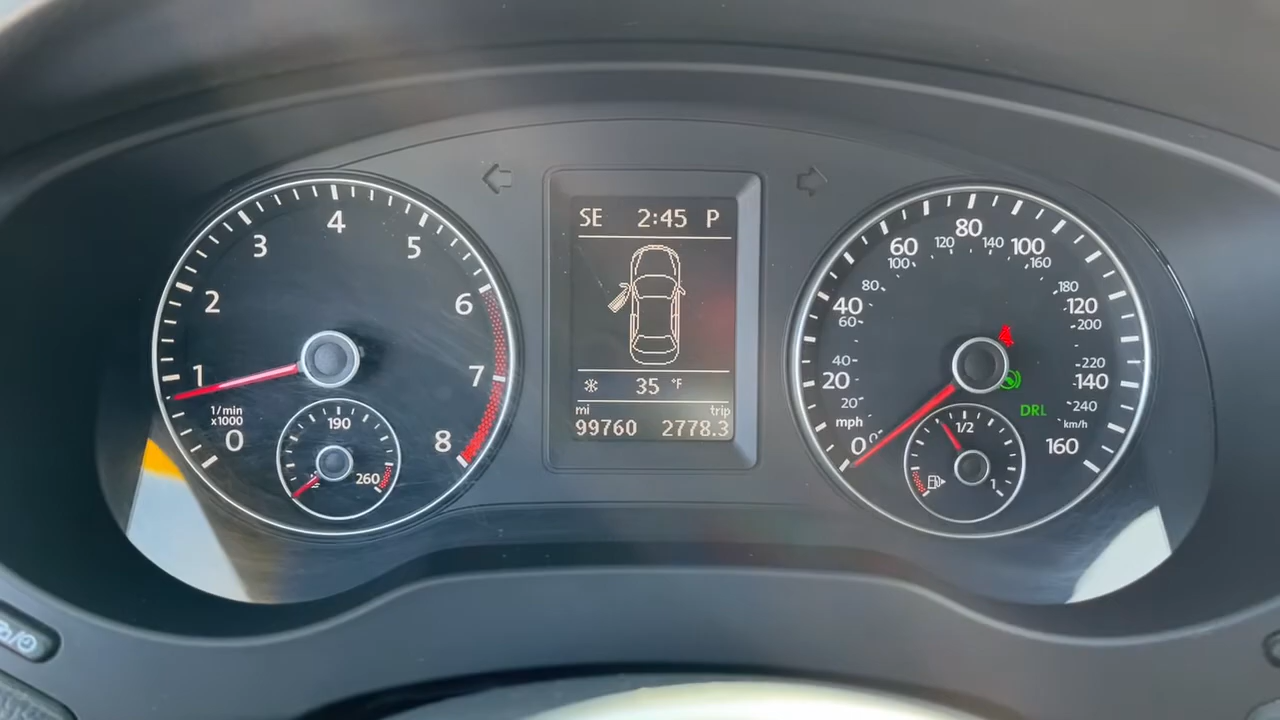 SE 2:45 P
35 °F
mi trip
99760 2778.3
0 1 2 3 4 5 6 7 8
1/min
x1000
190
260
0 20 40 60 80 100 120 140 160
mph
0 20 40 60 80 100 120 140 160 180 200 220 240
km/h
DRL
1/2
1